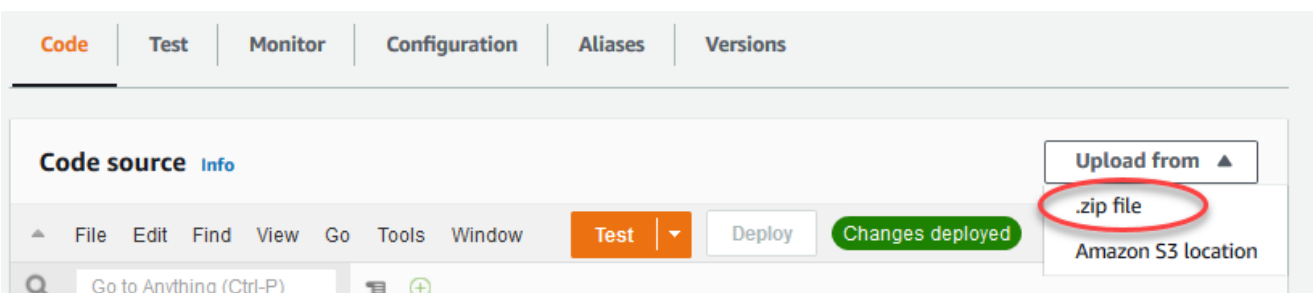 Code Test Monitor Configuration Aliases Versions
Code source Info
Upload from
.zip file
Amazon S3 location
File Edit Find View Go Tools Window Test Deploy Changes deployed
Go to Anything (Ctrl-P)